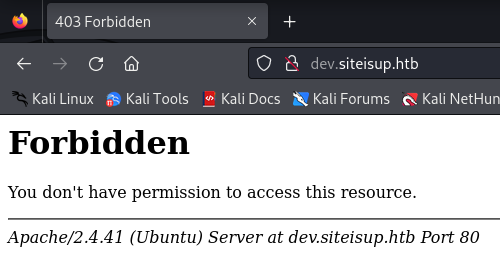 403 Forbidden
dev.siteisup.htb
Kali Linux Kali Tools Kali Docs Kali Forums Kali NetHun
Forbidden
You don't have permission to access this resource.
Apache/2.4.41 (Ubuntu) Server at dev.siteisup.htb Port 80